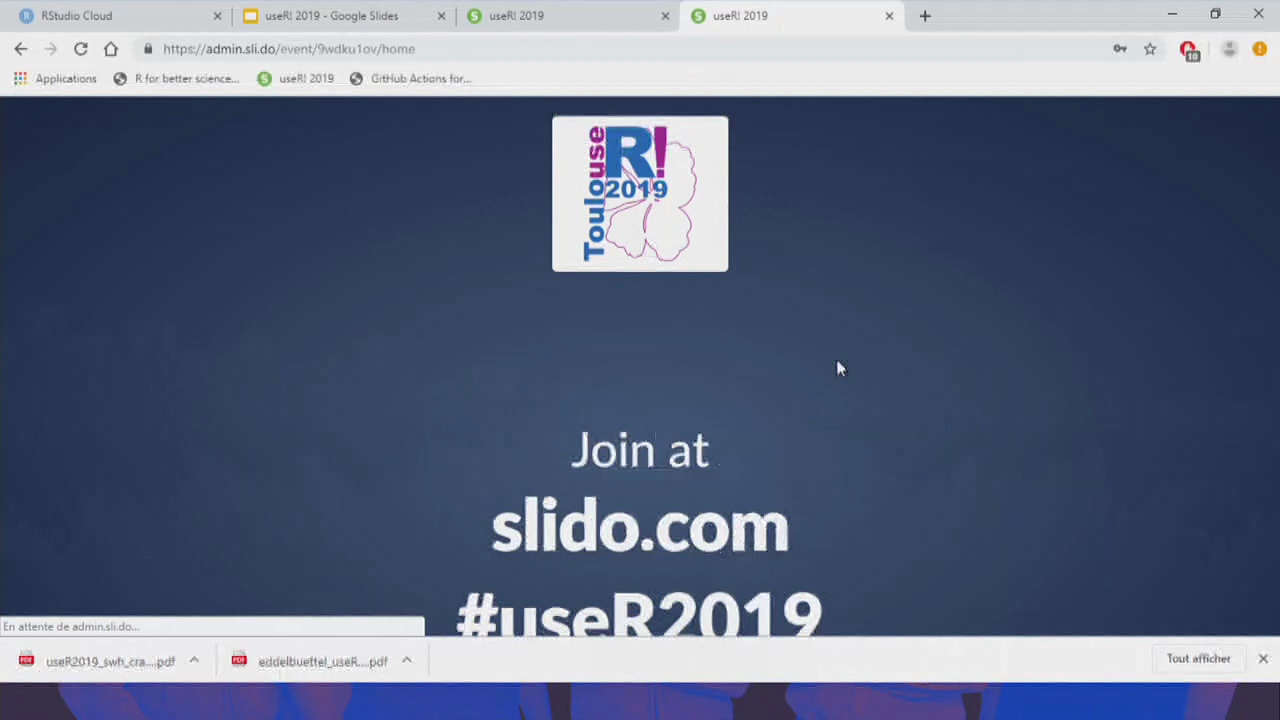 RStudio Cloud
useR! 2019 - Google Slides
useR! 2019
useR! 2019
https://admin.sli.do/event/9wdku1ov/home
10
Applications
R for better science...
useR! 2019
GitHub Actions for...
Toulouse
R!
2019
Join at
slido.com
#useR2019
En attente de admin.sli.do...
useR2019_swh_cra....pdf
eddelbuettel_useR....pdf
Tout afficher